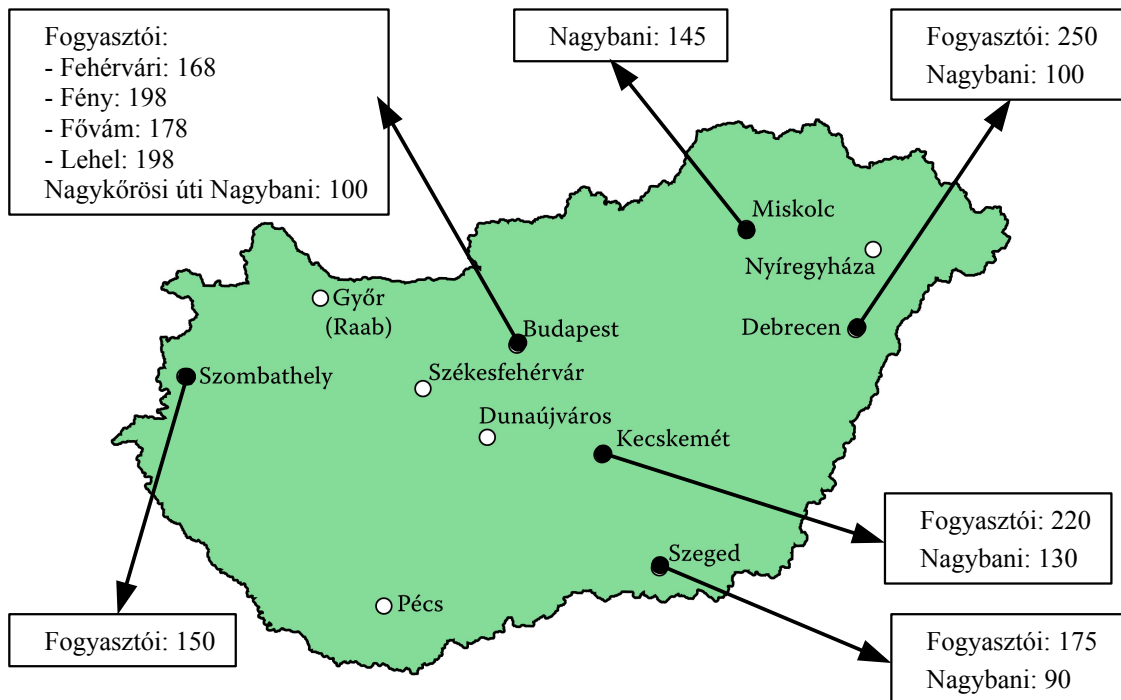 Fogyasztói:
- Fehérvári: 168
- Fény: 198
- Fővám: 178
- Lehel: 198
Nagykőrösi úti Nagybani: 100
Nagybani: 145
Fogyasztói: 250
Nagybani: 100
Miskolc
Nyíregyháza
Győr
(Raab)
Budapest
Debrecen
Szombathely
Székesfehérvár
Dunaújváros
Kecskemét
Fogyasztói: 220
Nagybani: 130
Szeged
Pécs
Fogyasztói: 150
Fogyasztói: 175
Nagybani: 90